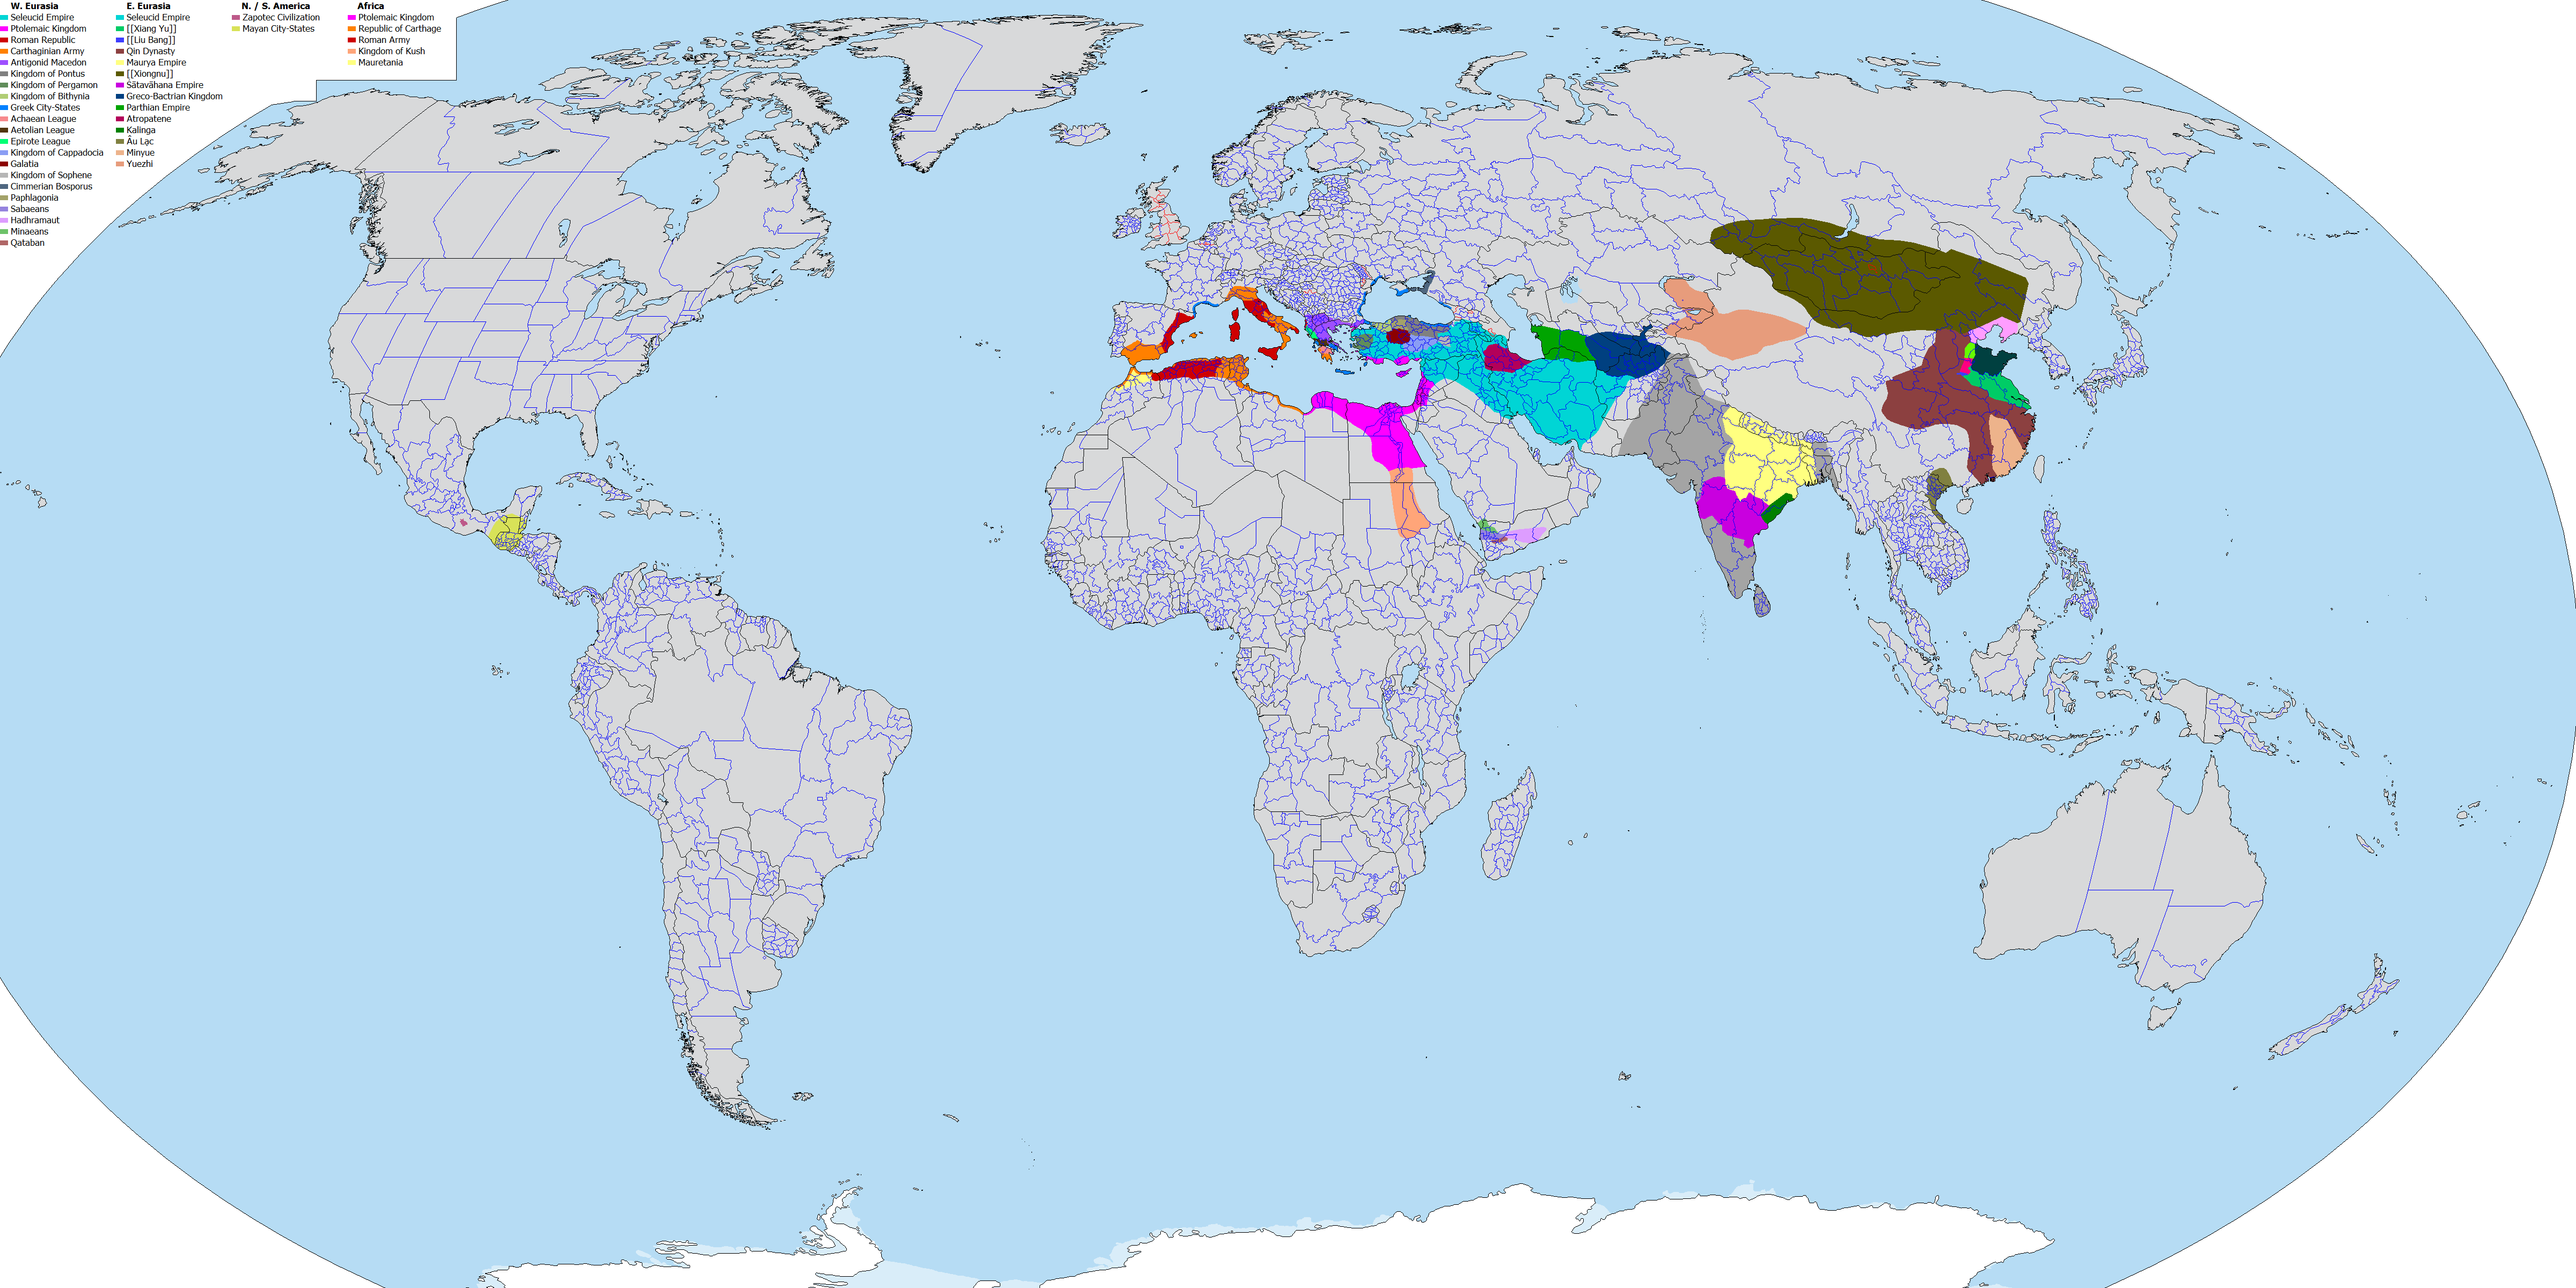 W. Eurasia
Seleucid Empire
Ptolemaic Kingdom
Roman Republic
Carthaginian Army
Antigonid Macedon
Kingdom of Pontus
Kingdom of Pergamon
Kingdom of Bithynia
Greek City-States
Achaean League
Aetolian League
Epirote League
Kingdom of Cappadocia
Galatia
Kingdom of Sophene
Cimmerian Bosporus
Paphlagonia
Sabaeans
Hadhramaut
Minaeans
Qataban
E. Eurasia
Seleucid Empire
[[Xiang Yu]]
[[Liu Bang]]
Qin Dynasty
Maurya Empire
[[Xiongnu]]
Sātavāhana Empire
Greco-Bactrian Kingdom
Parthian Empire
Atropatene
Kalinga
Âu Lạc
Minyue
Yuezhi
N. / S. America
Zapotec Civilization
Mayan City-States
Africa
Ptolemaic Kingdom
Republic of Carthage
Roman Army
Kingdom of Kush
Mauretania